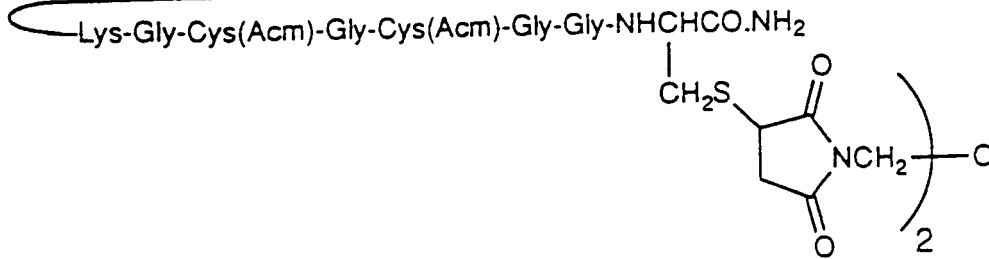 Lys-Gly-Cys(Acm)-Gly-Cys(Acm)-Gly-Gly-NHCHCO.NH₂
CH₂S
O
NCH₂
O
2